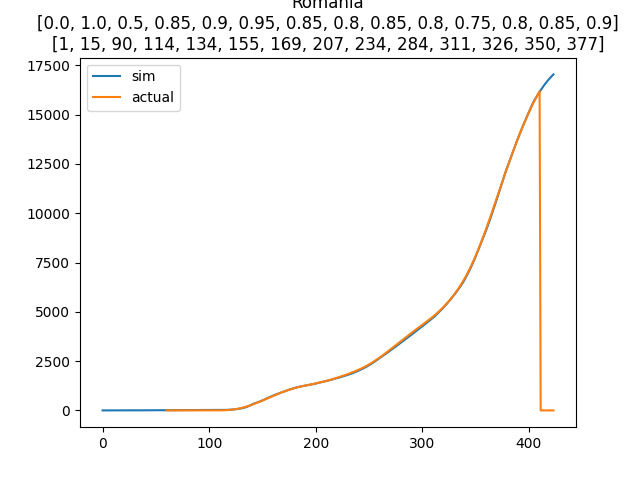 Romania
[0.0, 1.0, 0.5, 0.85, 0.9, 0.95, 0.85, 0.8, 0.85, 0.8, 0.75, 0.8, 0.85, 0.9]
[1, 15, 90, 114, 134, 155, 169, 207, 234, 284, 311, 326, 350, 377]
sim
actual
17500
15000
12500
10000
7500
5000
2500
0
0 100 200 300 400